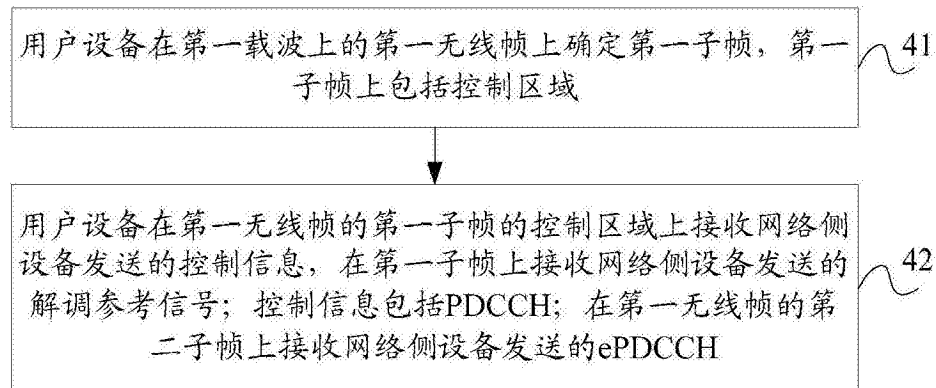 用户设备在第一载波上的第一无线帧上确定第一子帧，第一
子帧上包括控制区域
41
用户设备在第一无线帧的第一子帧的控制区域上接收网络侧
设备发送的控制信息，在第一子帧上接收网络侧设备发送的
解调参考信号；控制信息包括PDCCH；在第一无线帧的第
二子帧上接收网络侧设备发送的ePDCCH
42